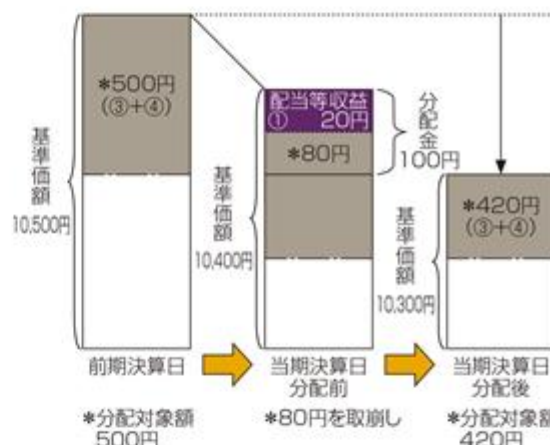 *500円
(③+④)
基準価額
10,500円
前期決算日
*分配対象額
500円
配当等収益
① 20円
*80円
分配金
100円
基準価額
10,400円
当期決算日
分配前
*80円を取崩し
*420円
(③+④)
基準価額
10,300円
当期決算日
分配後
*分配対象額
420円